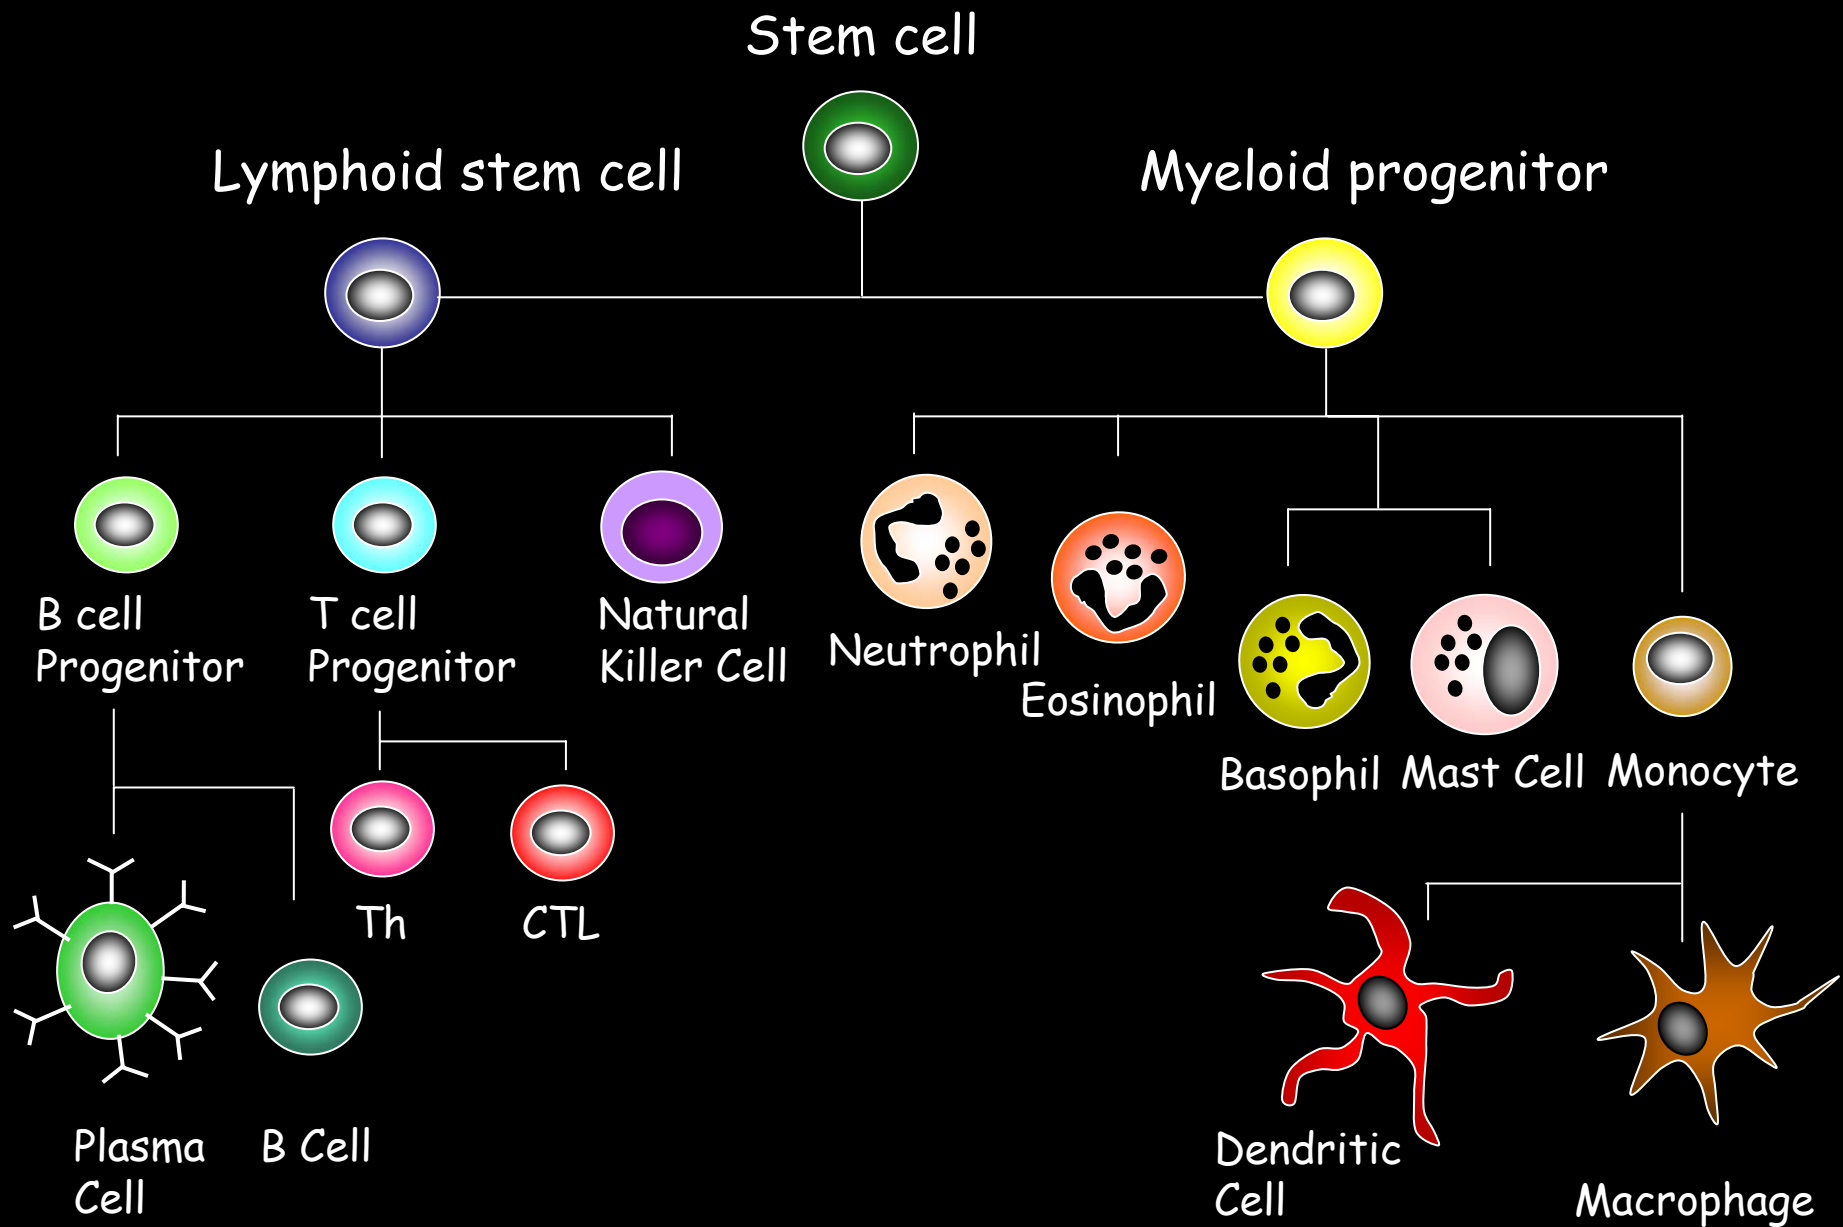 Stem cell
Lymphoid stem cell
Myeloid progenitor
B cell
Progenitor
T cell
Progenitor
Natural
Killer Cell
Neutrophil
Eosinophil
Basophil
Mast Cell
Monocyte
Th
CTL
Plasma
Cell
B Cell
Dendritic
Cell
Macrophage